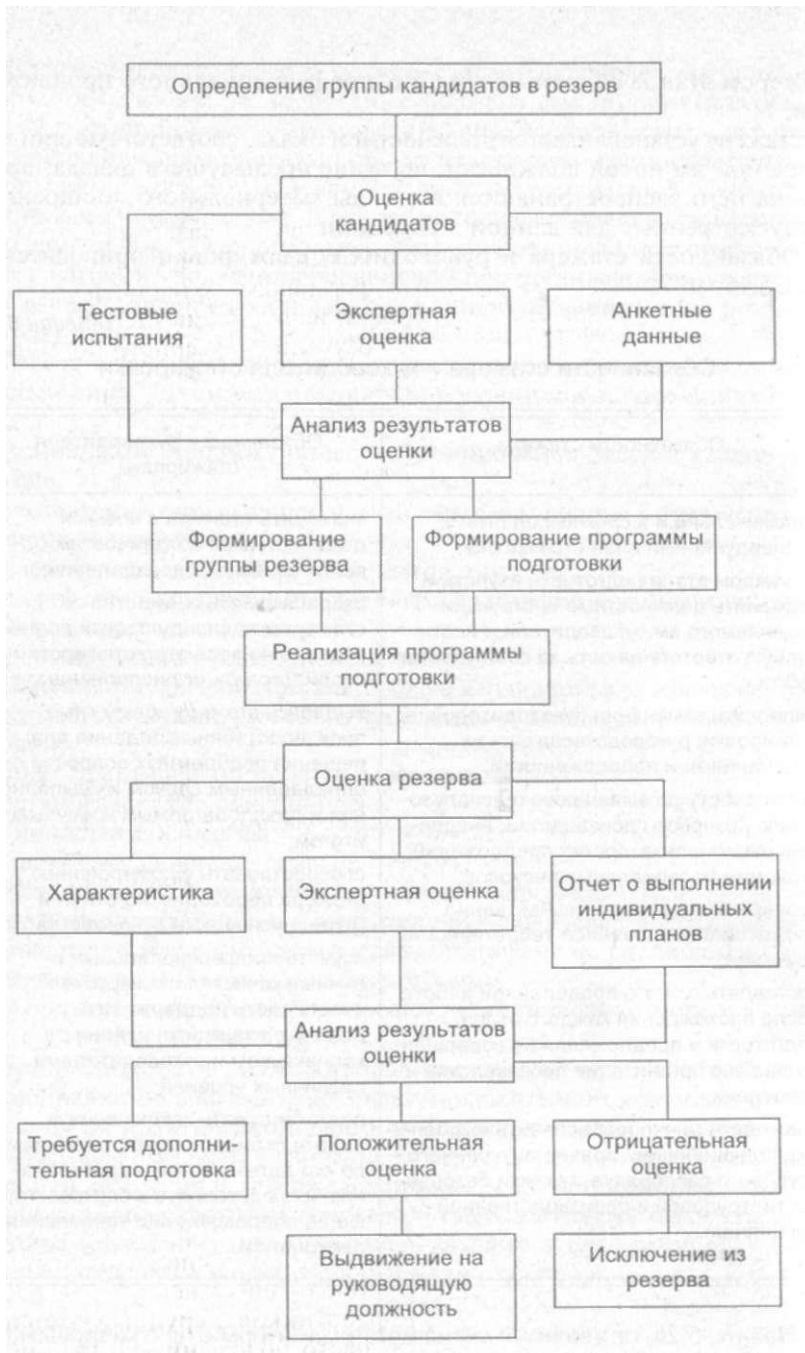 Определение группы кандидатов в резерв
Оценка
кандидатов
Тестовые
испытания
Экспертная
оценка
Анкетные
данные
Анализ результатов
оценки
Формирование
группы резерва
Формирование программы
подготовки
Реализация программы
подготовки
Оценка резерва
Характеристика
Экспертная оценка
Отчет о выполнении
индивидуальных
планов
Анализ результатов
оценки
Требуется дополни-
тельная подготовка
Положительная
оценка
Отрицательная
оценка
Выдвижение на
руководящую
должность
Исключение из
резерва